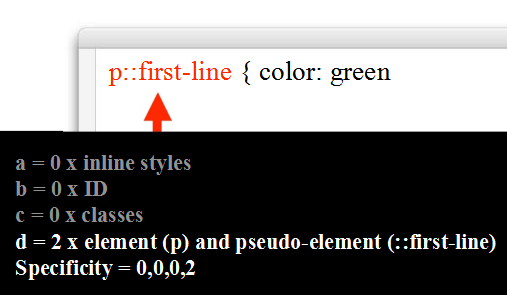 p::first-line { color: green
a = 0 x inline styles
b = 0 x ID
c = 0 x classes
d = 2 x element (p) and pseudo-element (::first-line)
Specificity = 0,0,0,2